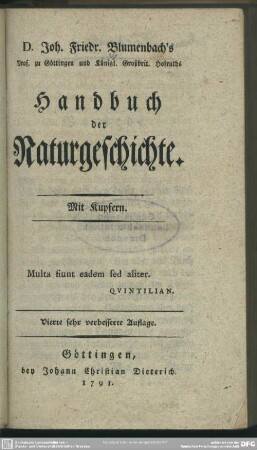 D. Joh. Friedr. Blumenbach's
Prof. zu Göttingen und Königl. Großbrit. Hofraths
Handbuch
der
Naturgeschichte.
Mit Kupfern.
Multa fiunt eadem sed aliter.
QVINTILIAN.
Vierte sehr verbesserte Auflage.
Göttingen,
bey Johann Christian Dieterich.
1791.